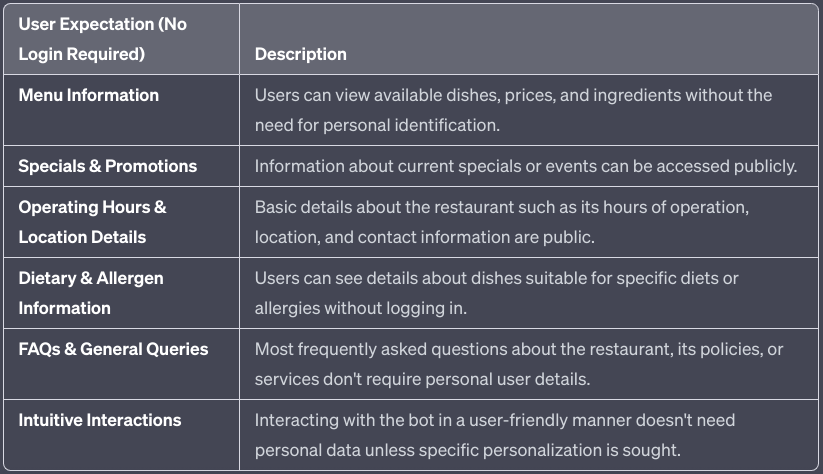 User Expectation (No
Login Required)
Description
Menu Information
Users can view available dishes, prices, and ingredients without the
need for personal identification.
Specials & Promotions
Information about current specials or events can be accessed publicly.
Operating Hours &
Location Details
Basic details about the restaurant such as its hours of operation,
location, and contact information are public.
Dietary & Allergen
Information
Users can see details about dishes suitable for specific diets or
allergies without logging in.
FAQs & General Queries
Most frequently asked questions about the restaurant, its policies, or
services don't require personal user details.
Intuitive Interactions
Interacting with the bot in a user-friendly manner doesn't need
personal data unless specific personalization is sought.